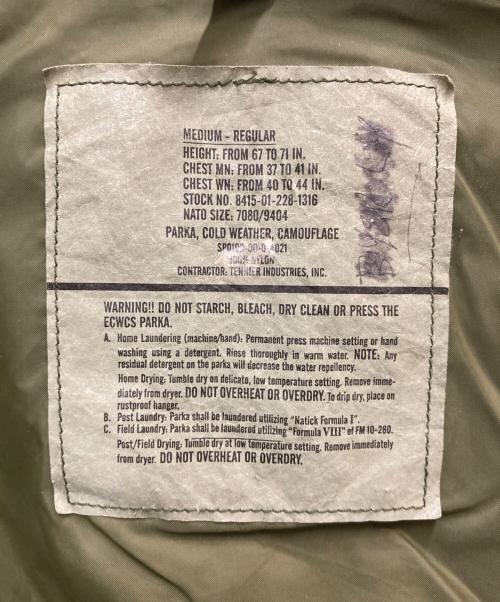 MEDIUM - REGULAR
HEIGHT: FROM 67 TO 71 IN.
CHEST MN: FROM 37 TO 41 IN.
CHEST WN: FROM 40 TO 44 IN.
STOCK NO. 8415-01-228-1316
NATO SIZE: 7080/9404
PARKA, COLD WEATHER, CAMOUFLAGE
SP0100-00-D-4021
100% NYLON
CONTRACTOR: TENNIER INDUSTRIES, INC.
WARNING!! DO NOT STARCH, BLEACH, DRY CLEAN OR PRESS THE
ECWCS PARKA.
A. Home Laundering (machine/hand): Permanent press machine setting or hand
washing using a detergent. Rinse thoroughly in warm water. NOTE: Any
residual detergent on the parka will decrease the water repellency.
Home Drying: Tumble dry on delicate, low temperature setting. Remove imme-
diately from dryer. DO NOT OVERHEAT OR OVERDRY. To drip dry, place on
rustproof hanger.
B. Post Laundry: Parka shall be laundered utilizing "Natick Formula I".
C. Field Laundry: Parka shall be laundered utilizing "Formula VIII" of FM 10-280.
Post/Field Drying: Tumble dry at low temperature setting. Remove immediately
from dryer. DO NOT OVERHEAT OR OVERDRY.